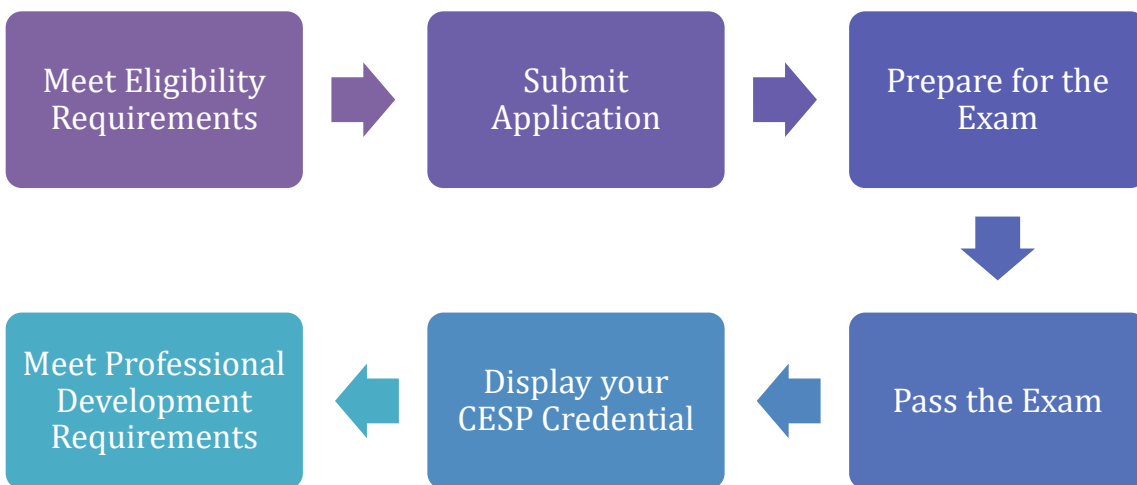 Meet Eligibility
Requirements
Submit
Application
Prepare for the
Exam
Pass the Exam
Display your
CESP Credential
Meet Professional
Development
Requirements